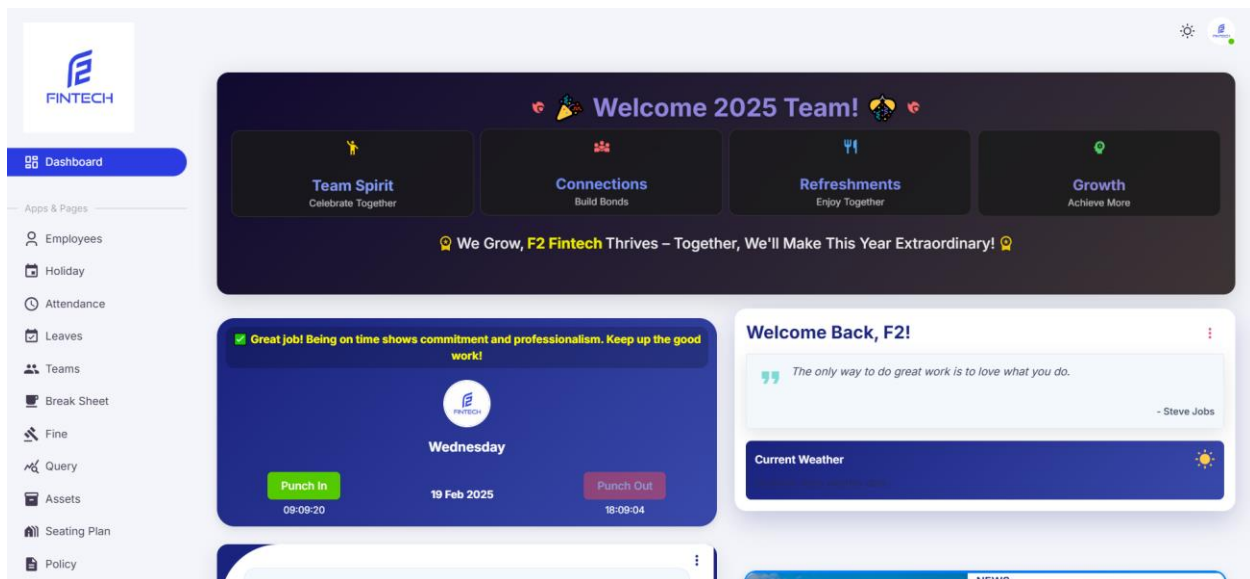 FINTECH
Dashboard
Apps & Pages
Employees
Holiday
Attendance
Leaves
Teams
Break Sheet
Fine
Query
Assets
Seating Plan
Policy
FINTECH
Welcome 2025 Team!
Team Spirit
Celebrate Together
Connections
Build Bonds
Refreshments
Enjoy Together
Growth
Achieve More
We Grow, F2 Fintech Thrives – Together, We'll Make This Year Extraordinary!
Great job! Being on time shows commitment and professionalism. Keep up the good
work!
FINTECH
Wednesday
Punch In
09:09:20
19 Feb 2025
Punch Out
18:09:04
Welcome Back, F2!
The only way to do great work is to love what you do.
- Steve Jobs
Current Weather
NEWS